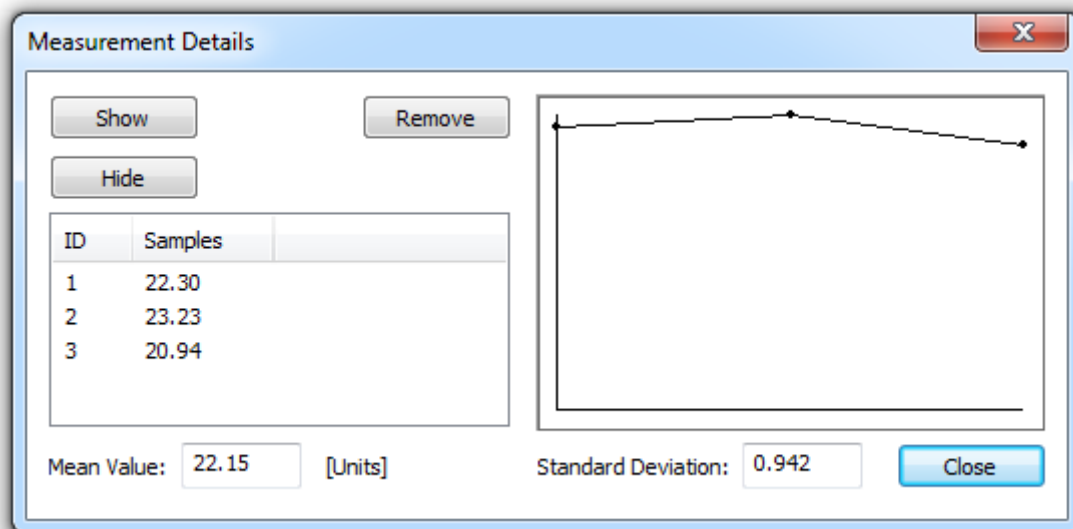 Measurement Details
Show
Remove
Hide
ID Samples
1 22.30
2 23.23
3 20.94
Mean Value: 22.15 [Units]
Standard Deviation: 0.942
Close